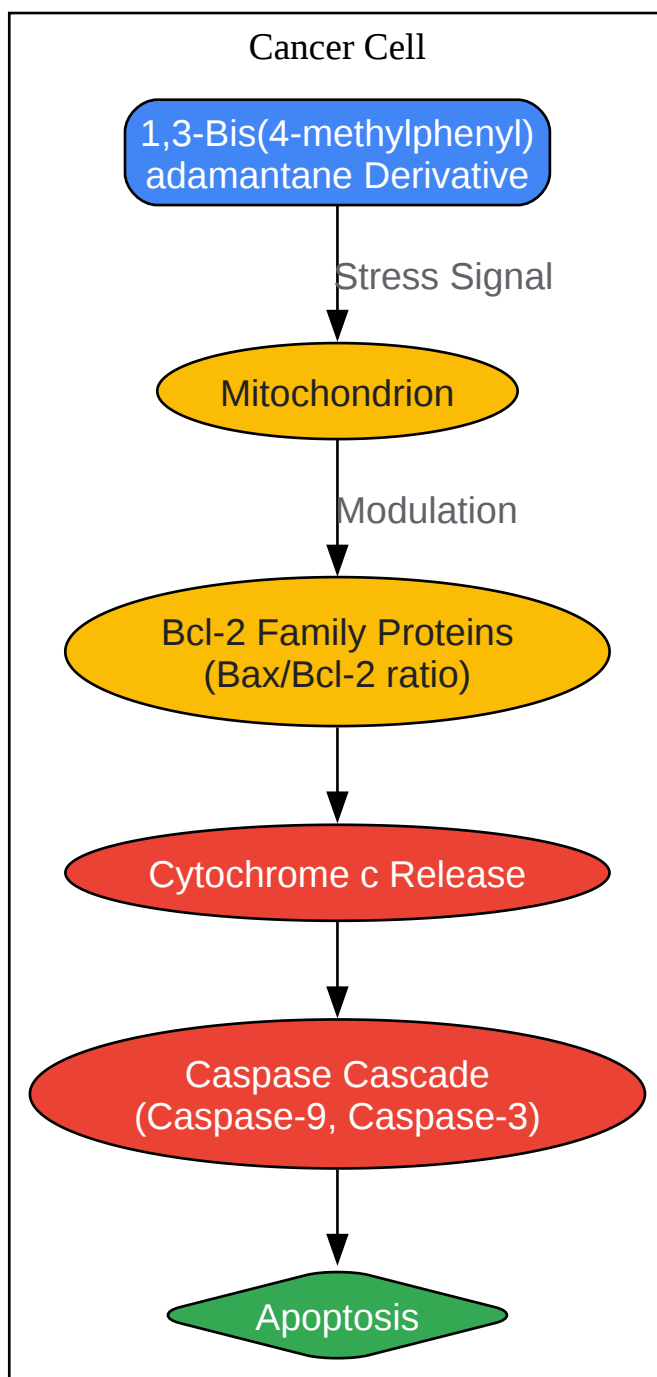 Cancer Cell
1,3-Bis(4-methylphenyl)
adamantane Derivative
Stress Signal
Mitochondrion
Modulation
Bcl-2 Family Proteins
(Bax/Bcl-2 ratio)
Cytochrome c Release
Caspase Cascade
(Caspase-9, Caspase-3)
Apoptosis